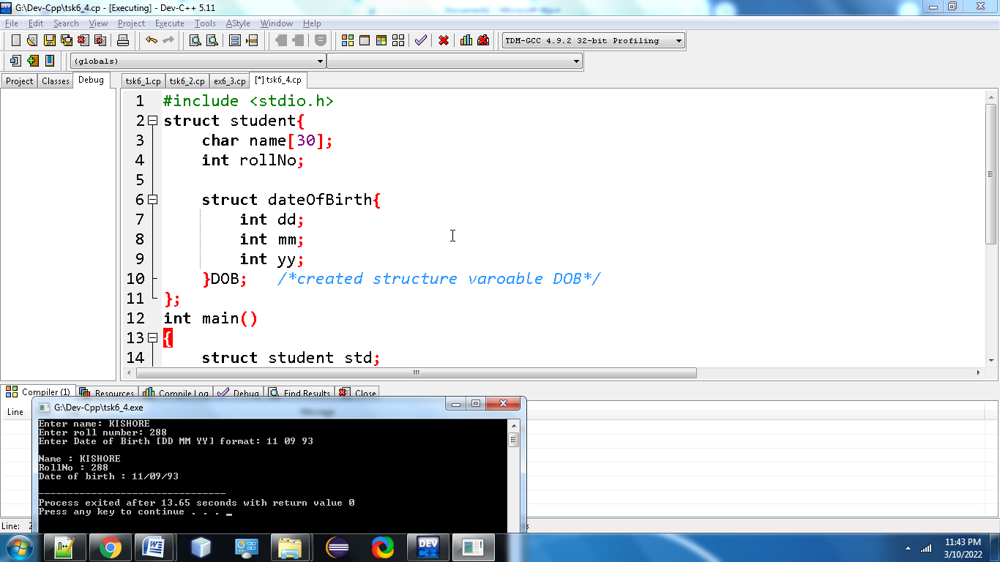 G:\Dev-Cpp\tsk6_4.cp - [Executing] - Dev-C++ 5.11
File Edit Search View Project Execute Tools AStyle Window Help
TDM-GCC 4.9.2 32-bit Profiling
(globals)
Project Classes Debug
tsk6_1.cp tsk6_2.cp ex6_3.cp [*] tsk6_4.cp
1 #include <stdio.h>
2 struct student{
3 char name[30];
4 int rollNo;
5
6 struct dateOfBirth{
7 int dd;
8 int mm;
9 int yy;
10 }DOB; /*created structure varoable DOB*/
11 };
12 int main()
13 {
14 struct student std;
Compiler (1) Resources Compile Log Debug Find Results Close
Line Message
G:\Dev-Cpp\tsk6_4.exe
Enter name: KISHORE
Enter roll number: 288
Enter Date of Birth [DD MM YY] format: 11 09 93
Name : KISHORE
RollNo : 288
Date of birth : 11/09/93
--------------------------------
Process exited after 13.65 seconds with return value 0
Press any key to continue . . . _
Line:
N++
W
DEV C++
11:43 PM
3/10/2022